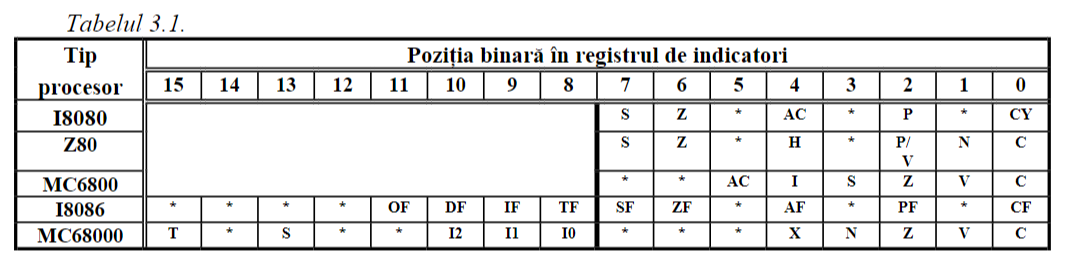 Tabelul 3.1.
Tip procesor Poziția binară în registrul de indicatori
15 14 13 12 11 10 9 8 7 6 5 4 3 2 1 0
I8080 S Z * AC * P * CY
Z80 S Z * H * P/ N C
V
MC6800 * * AC I S Z V C
I8086 * * * * OF DF IF TF SF ZF * AF * PF * CF
MC68000 T * S * * I2 I1 I0 * * * X N Z V C